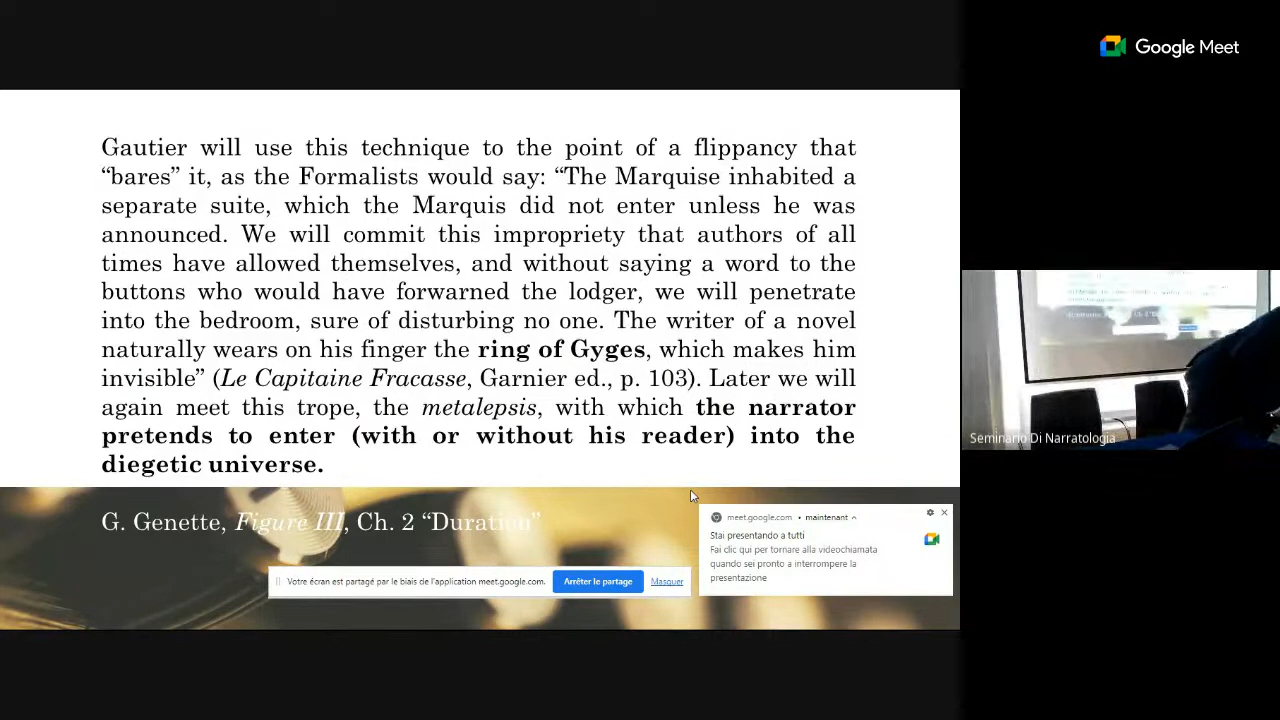 Google Meet
Gautier will use this technique to the point of a flippancy that
“bares” it, as the Formalists would say: “The Marquise inhabited a
separate suite, which the Marquis did not enter unless he was
announced. We will commit this impropriety that authors of all
times have allowed themselves, and without saying a word to the
buttons who would have forwarned the lodger, we will penetrate
into the bedroom, sure of disturbing no one. The writer of a novel
naturally wears on his finger the ring of Gyges, which makes him
invisible” (Le Capitaine Fracasse, Garnier ed., p. 103). Later we will
again meet this trope, the metalepsis, with which the narrator
pretends to enter (with or without his reader) into the
diegetic universe.
G. Genette, Figure III, Ch. 2 “Duration”
meet.google.com • maintenant
Stai presentando a tutti
Fai clic qui per tornare alla videochiamata
quando sei pronto a interrompere la
presentazione
Votre écran est partagé par le biais de l'application meet.google.com.
Arrêter le partage
Masquer
Seminario Di Narratologia